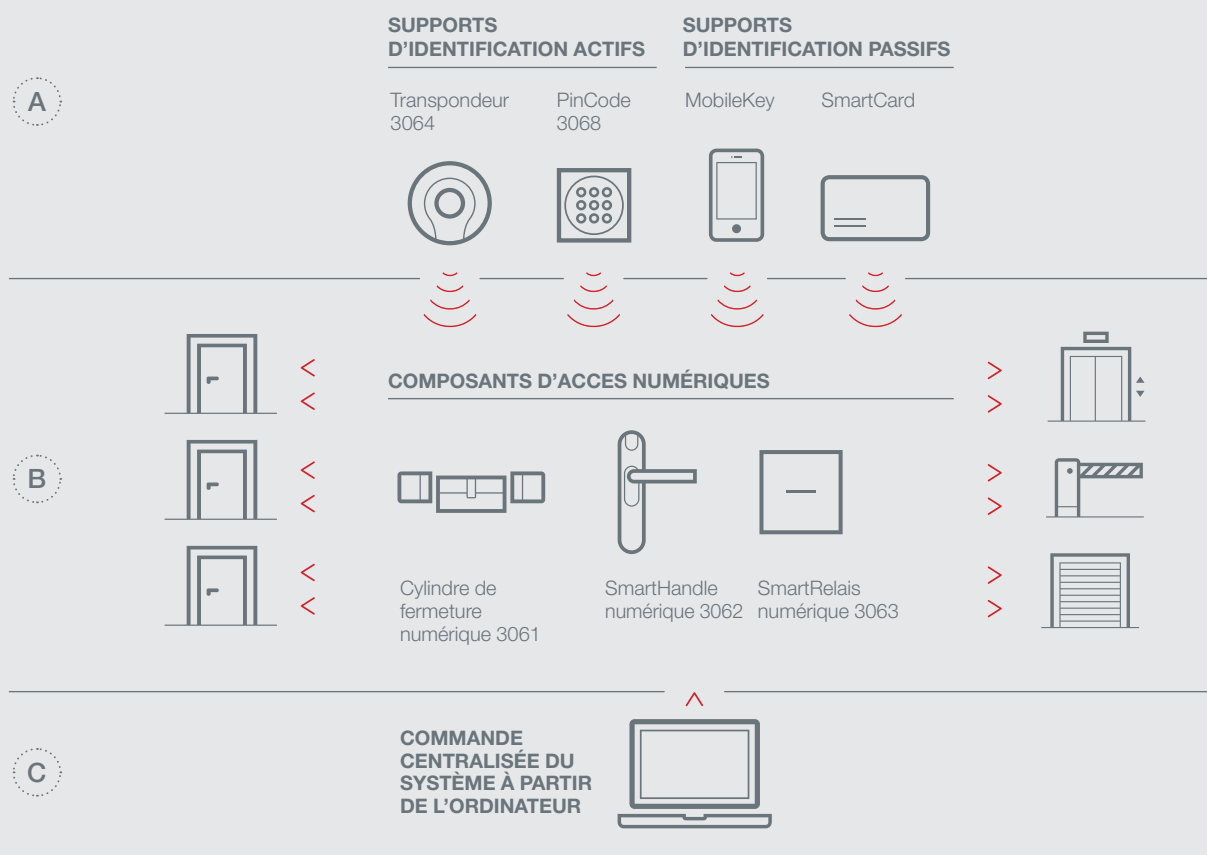 SUPPORTS
D'IDENTIFICATION ACTIFS
SUPPORTS
D'IDENTIFICATION PASSIFS
A
Transpondeur
3064
PinCode
3068
MobileKey
SmartCard
COMPOSANTS D'ACCES NUMÉRIQUES
B
Cylindre de
fermeture
numérique 3061
SmartHandle
numérique 3062
SmartRelais
numérique 3063
C
COMMANDE
CENTRALISÉE DU
SYSTÈME À PARTIR
DE L'ORDINATEUR